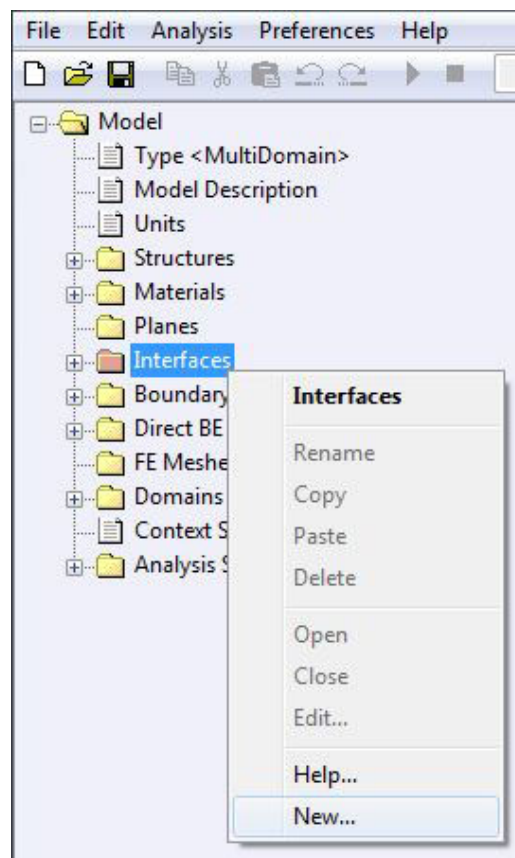 File Edit Analysis Preferences Help
Model
Type <MultiDomain>
Model Description
Units
Structures
Materials
Planes
Interfaces
Boundary
Direct BE
FE Meshe
Domains
Context S
Analysis S
Interfaces
Rename
Copy
Paste
Delete
Open
Close
Edit...
Help...
New...